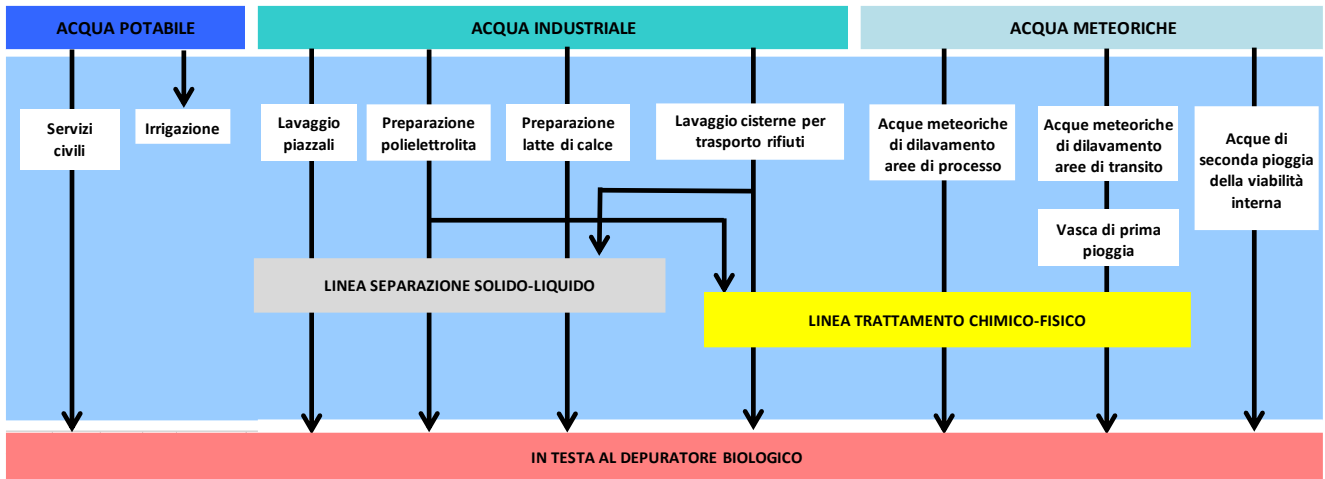 ACQUA POTABILE
ACQUA INDUSTRIALE
ACQUA METEORICHE
Servizi
civili
Irrigazione
Lavaggio
piazzali
Preparazione
polielettrolita
Preparazione
latte di calce
Lavaggio cisterne per
trasporto rifiuti
Acque meteoriche
di dilavamento
aree di processo
Acque meteoriche
di dilavamento
aree di transito
Acque di
seconda pioggia
della viabilità
interna
Vasca di prima
pioggia
LINEA SEPARAZIONE SOLIDO-LIQUIDO
LINEA TRATTAMENTO CHIMICO-FISICO
IN TESTA AL DEPURATORE BIOLOGICO